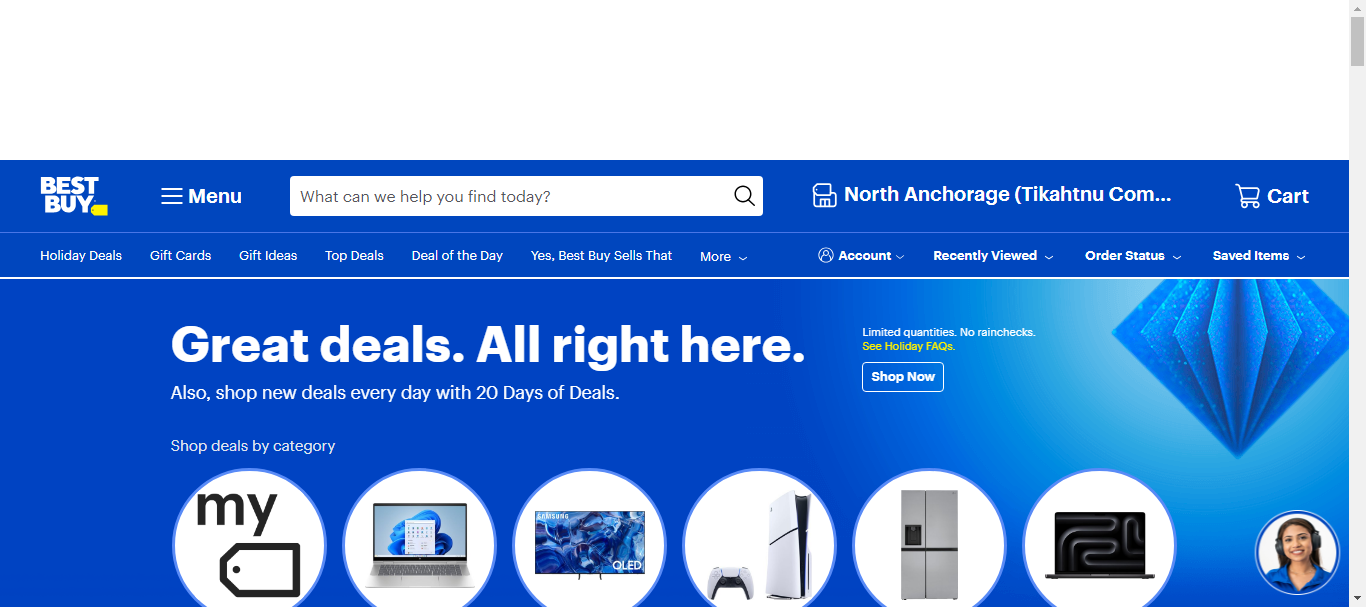 BEST
BUY
Menu
What can we help you find today?
North Anchorage (Tikahtnu Com...
Cart
Holiday Deals
Gift Cards
Gift Ideas
Top Deals
Deal of the Day
Yes, Best Buy Sells That
More
Account
Recently Viewed
Order Status
Saved Items
Great deals. All right here.
Also, shop new deals every day with 20 Days of Deals.
Limited quantities. No rainchecks.
See Holiday FAQs.
Shop Now
Shop deals by category
my
SAMSUNG
QLED